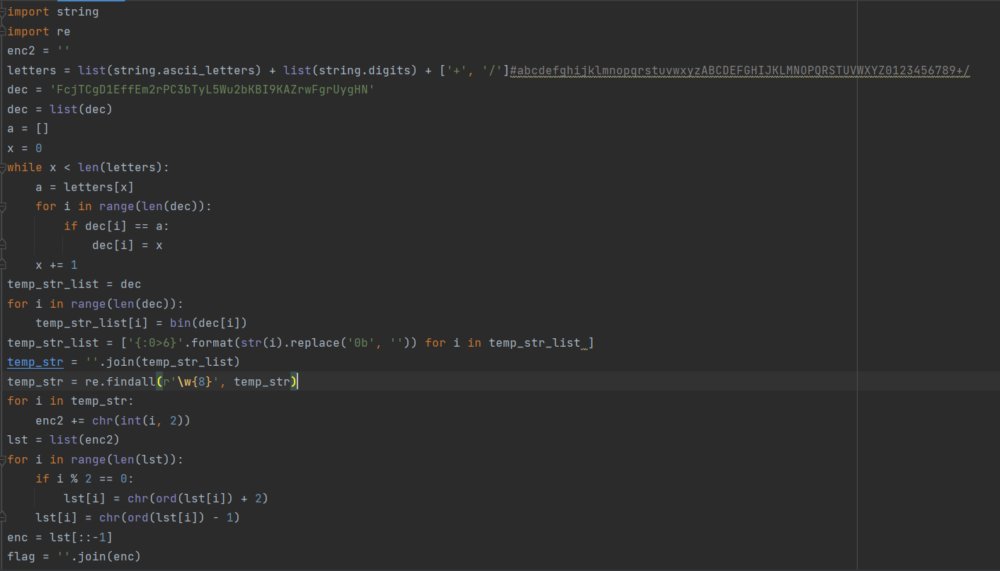 import string
import re
enc2 = ''
letters = list(string.ascii_letters) + list(string.digits) + ['+', '/']#abcdefghijklmnopqrstuvwxyzABCDEFGHIJKLMNOPQRSTUVWXYZ0123456789+/
dec = 'FcjTCgD1EffEm2rPC3bTyL5Wu2bKBI9KAZrwFgrUygHN'
dec = list(dec)
a = []
x = 0
while x < len(letters):
    a = letters[x]
    for i in range(len(dec)):
        if dec[i] == a:
            dec[i] = x
    x += 1
temp_str_list = dec
for i in range(len(dec)):
    temp_str_list[i] = bin(dec[i])
temp_str_list = ['{:0>6}'.format(str(i).replace('0b', '')) for i in temp_str_list ]
temp_str = ''.join(temp_str_list)
temp_str = re.findall(r'\w{8}', temp_str)
for i in temp_str:
    enc2 += chr(int(i, 2))
lst = list(enc2)
for i in range(len(lst)):
    if i % 2 == 0:
        lst[i] = chr(ord(lst[i]) + 2)
    lst[i] = chr(ord(lst[i]) - 1)
enc = lst[::-1]
flag = ''.join(enc)